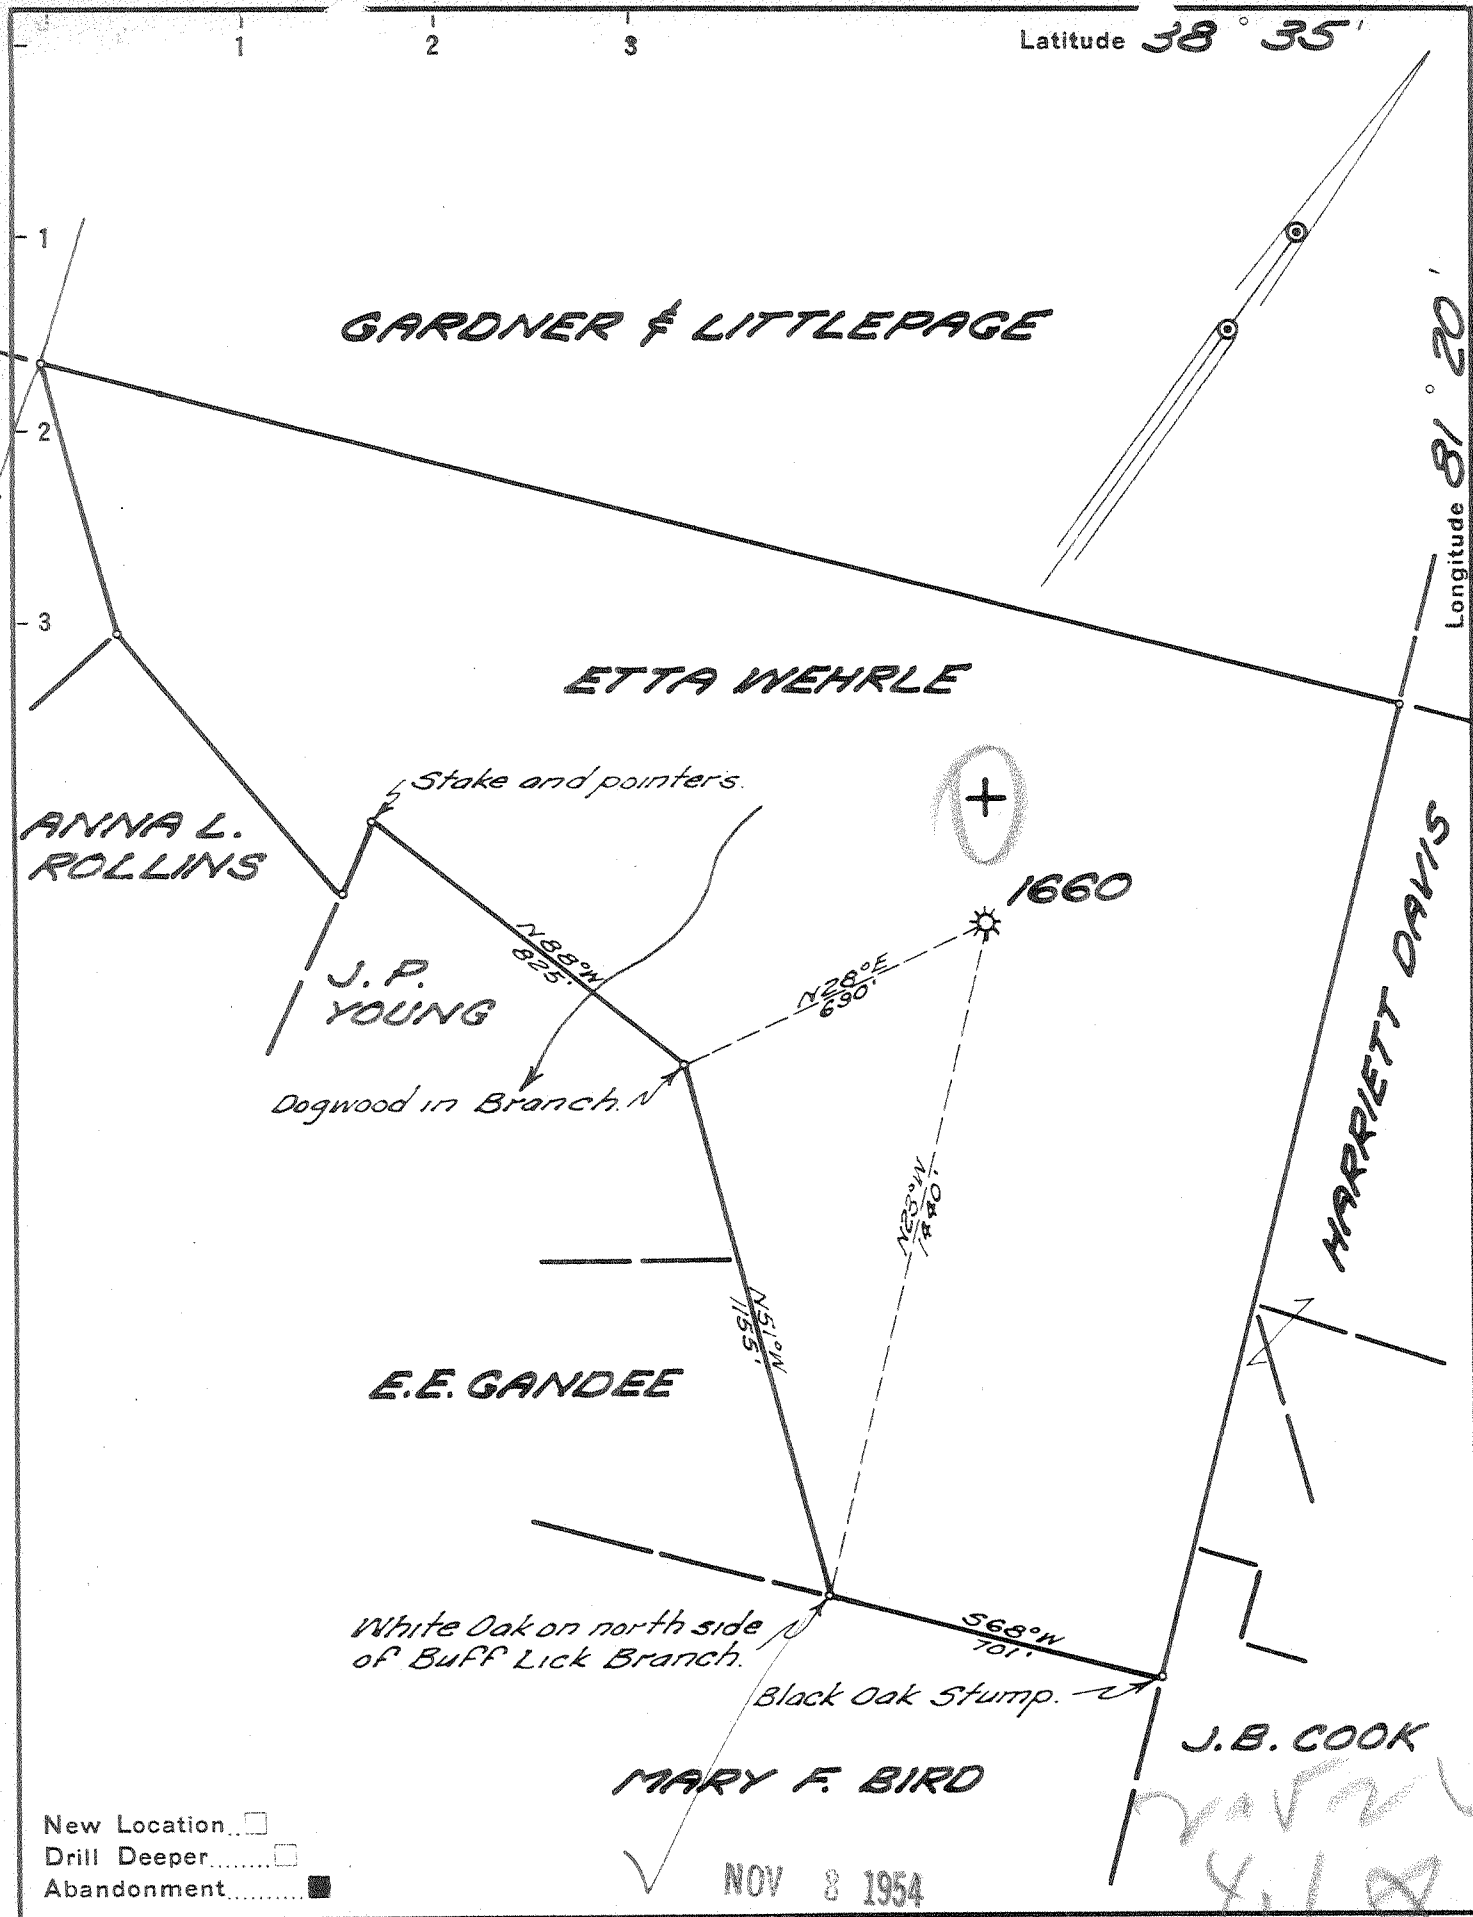 1 2 3 Latitude 38° 35'
1
GARDNER & LITTLEPAGE
2
Longitude 81° 20'
3
ETTA WEHRLE
Stake and pointers.
ANNA L.
ROLLINS
+
1660
HARRIETT DAVIS
N88°W
825'
N28°E
690'
J. P.
YOUNG
Dogwood in Branch.
N23°W
1440'
N51°W
1155'
E.E. GANDEE
White Oak on north side
of Buff Lick Branch.
S68°W
701'
Black Oak Stump.
J.B. COOK
MARY F. BIRD
New Location
Drill Deeper
Abandonment
NOV 8 1954